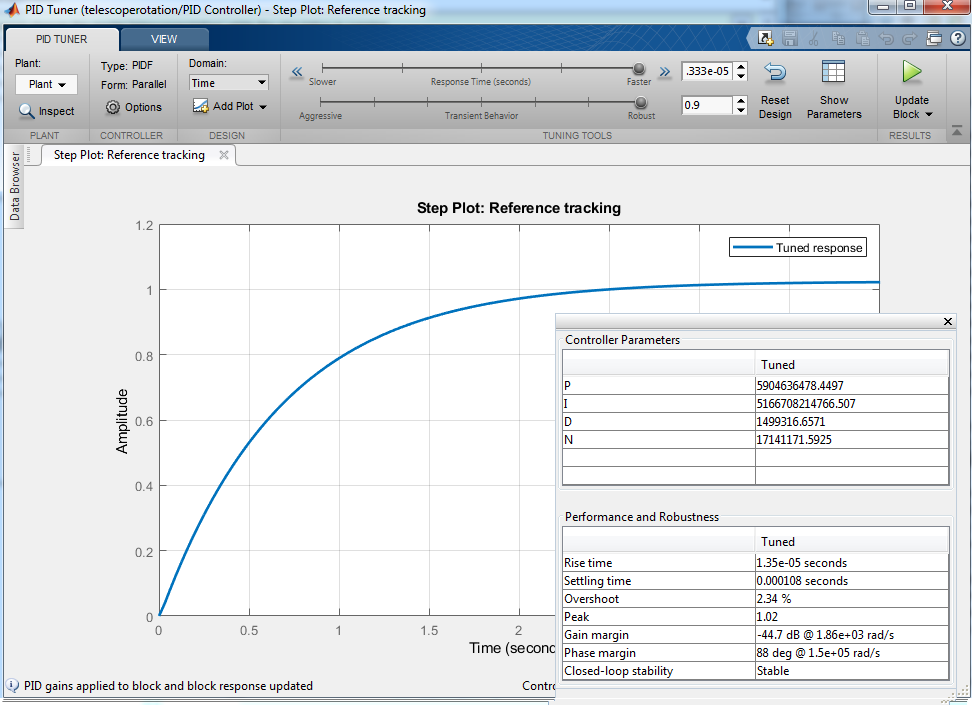 PID Tuner (telescoperotation/PID Controller) - Step Plot: Reference tracking
PID TUNER
VIEW
Plant:
Plant
Inspect
PLANT
Type: PIDF
Form: Parallel
Options
CONTROLLER
Domain:
Time
Add Plot
DESIGN
Slower
Response Time (seconds)
Faster
.333e-05
Aggressive
Transient Behavior
Robust
0.9
TUNING TOOLS
Reset
Design
Show
Parameters
Update
Block
RESULTS
Data Browser
Step Plot: Reference tracking
Step Plot: Reference tracking
Tuned response
1.2
1
0.8
0.6
0.4
0.2
0
Amplitude
0
0.5
1
1.5
2
Time (secon
Controller Parameters
Tuned
P 5904636478.4497
I 5166708214766.507
D 1499316.6571
N 17141171.5925
Performance and Robustness
Tuned
Rise time 1.35e-05 seconds
Settling time 0.000108 seconds
Overshoot 2.34 %
Peak 1.02
Gain margin -44.7 dB @ 1.86e+03 rad/s
Phase margin 88 deg @ 1.5e+05 rad/s
Closed-loop stability Stable
PID gains applied to block and block response updated
Contro